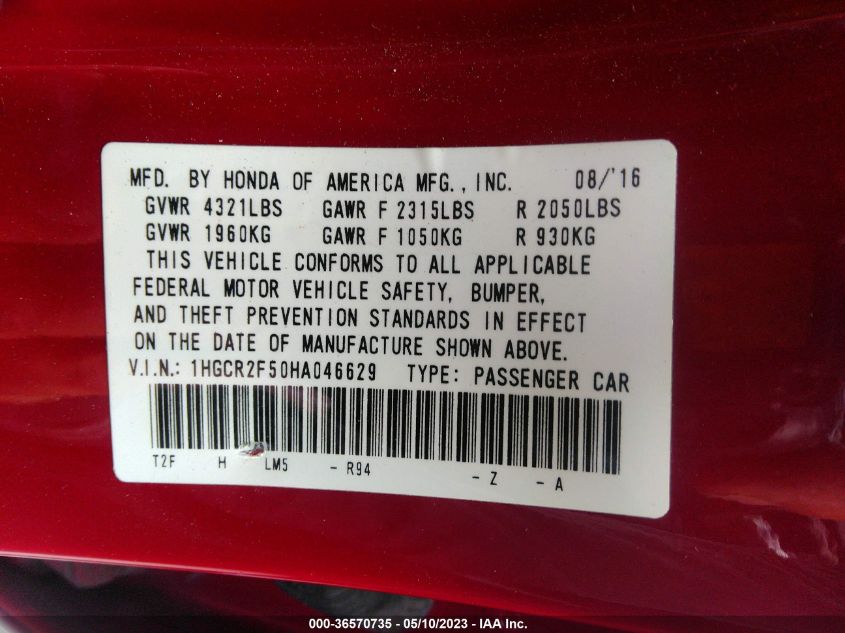 MFD. BY HONDA OF AMERICA MFG., INC. 08/'16
GVWR 4321LBS GAWR F 2315LBS R 2050LBS
GVWR 1960KG GAWR F 1050KG R 930KG
THIS VEHICLE CONFORMS TO ALL APPLICABLE
FEDERAL MOTOR VEHICLE SAFETY, BUMPER,
AND THEFT PREVENTION STANDARDS IN EFFECT
ON THE DATE OF MANUFACTURE SHOWN ABOVE.
V.I.N.: 1HGCR2F50HA046629 TYPE: PASSENGER CAR
T2F H LM5 - R94 - Z - A
000-36570735 - 05/10/2023 - IAA Inc.